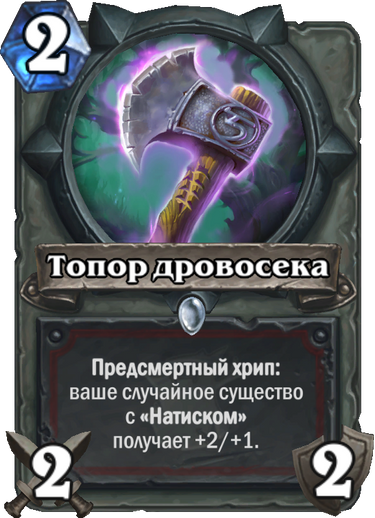 2
Топор дровосека
Предсмертный хрип:
ваше случайное существо
с «Натиском»
получает +2/+1.
2
2